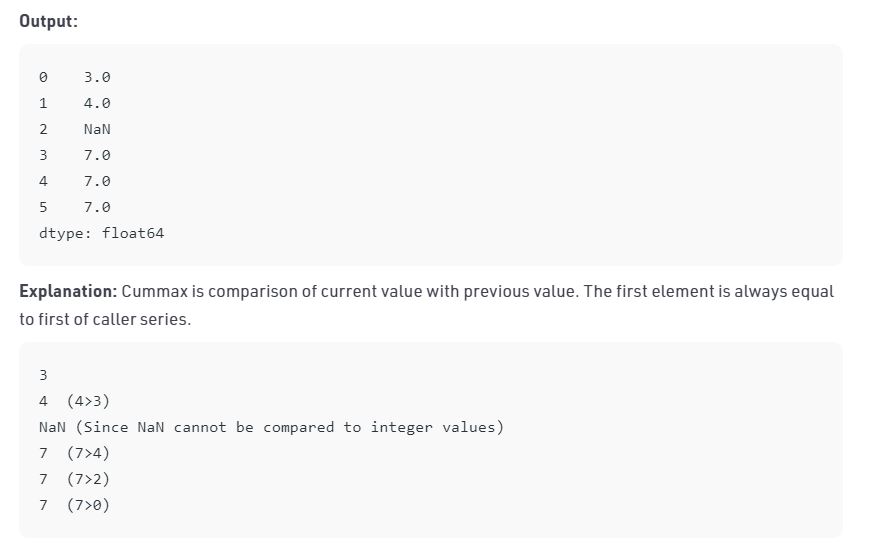 Output:
0    3.0
1    4.0
2    NaN
3    7.0
4    7.0
5    7.0
dtype: float64
Explanation: Cummax is comparison of current value with previous value. The first element is always equal
to first of caller series.
3
4  (4>3)
NaN (Since NaN cannot be compared to integer values)
7  (7>4)
7  (7>2)
7  (7>0)